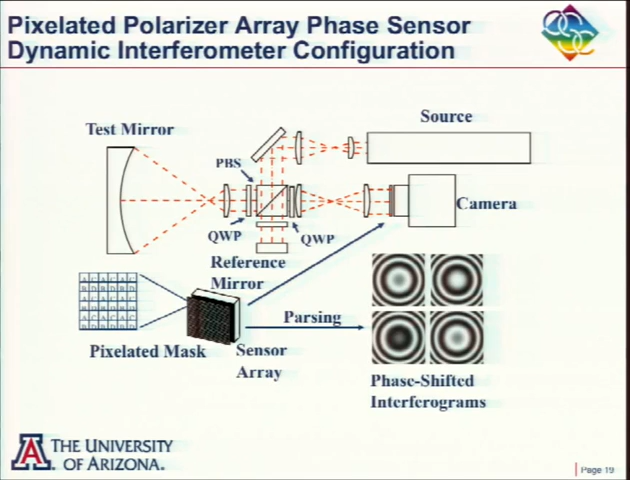 Pixelated Polarizer Array Phase Sensor
Dynamic Interferometer Configuration
Test Mirror
Source
PBS
Camera
QWP
QWP
Reference
Mirror
Parsing
Pixelated Mask
Sensor
Array
Phase-Shifted
Interferograms
THE UNIVERSITY
OF ARIZONA.
Page 19